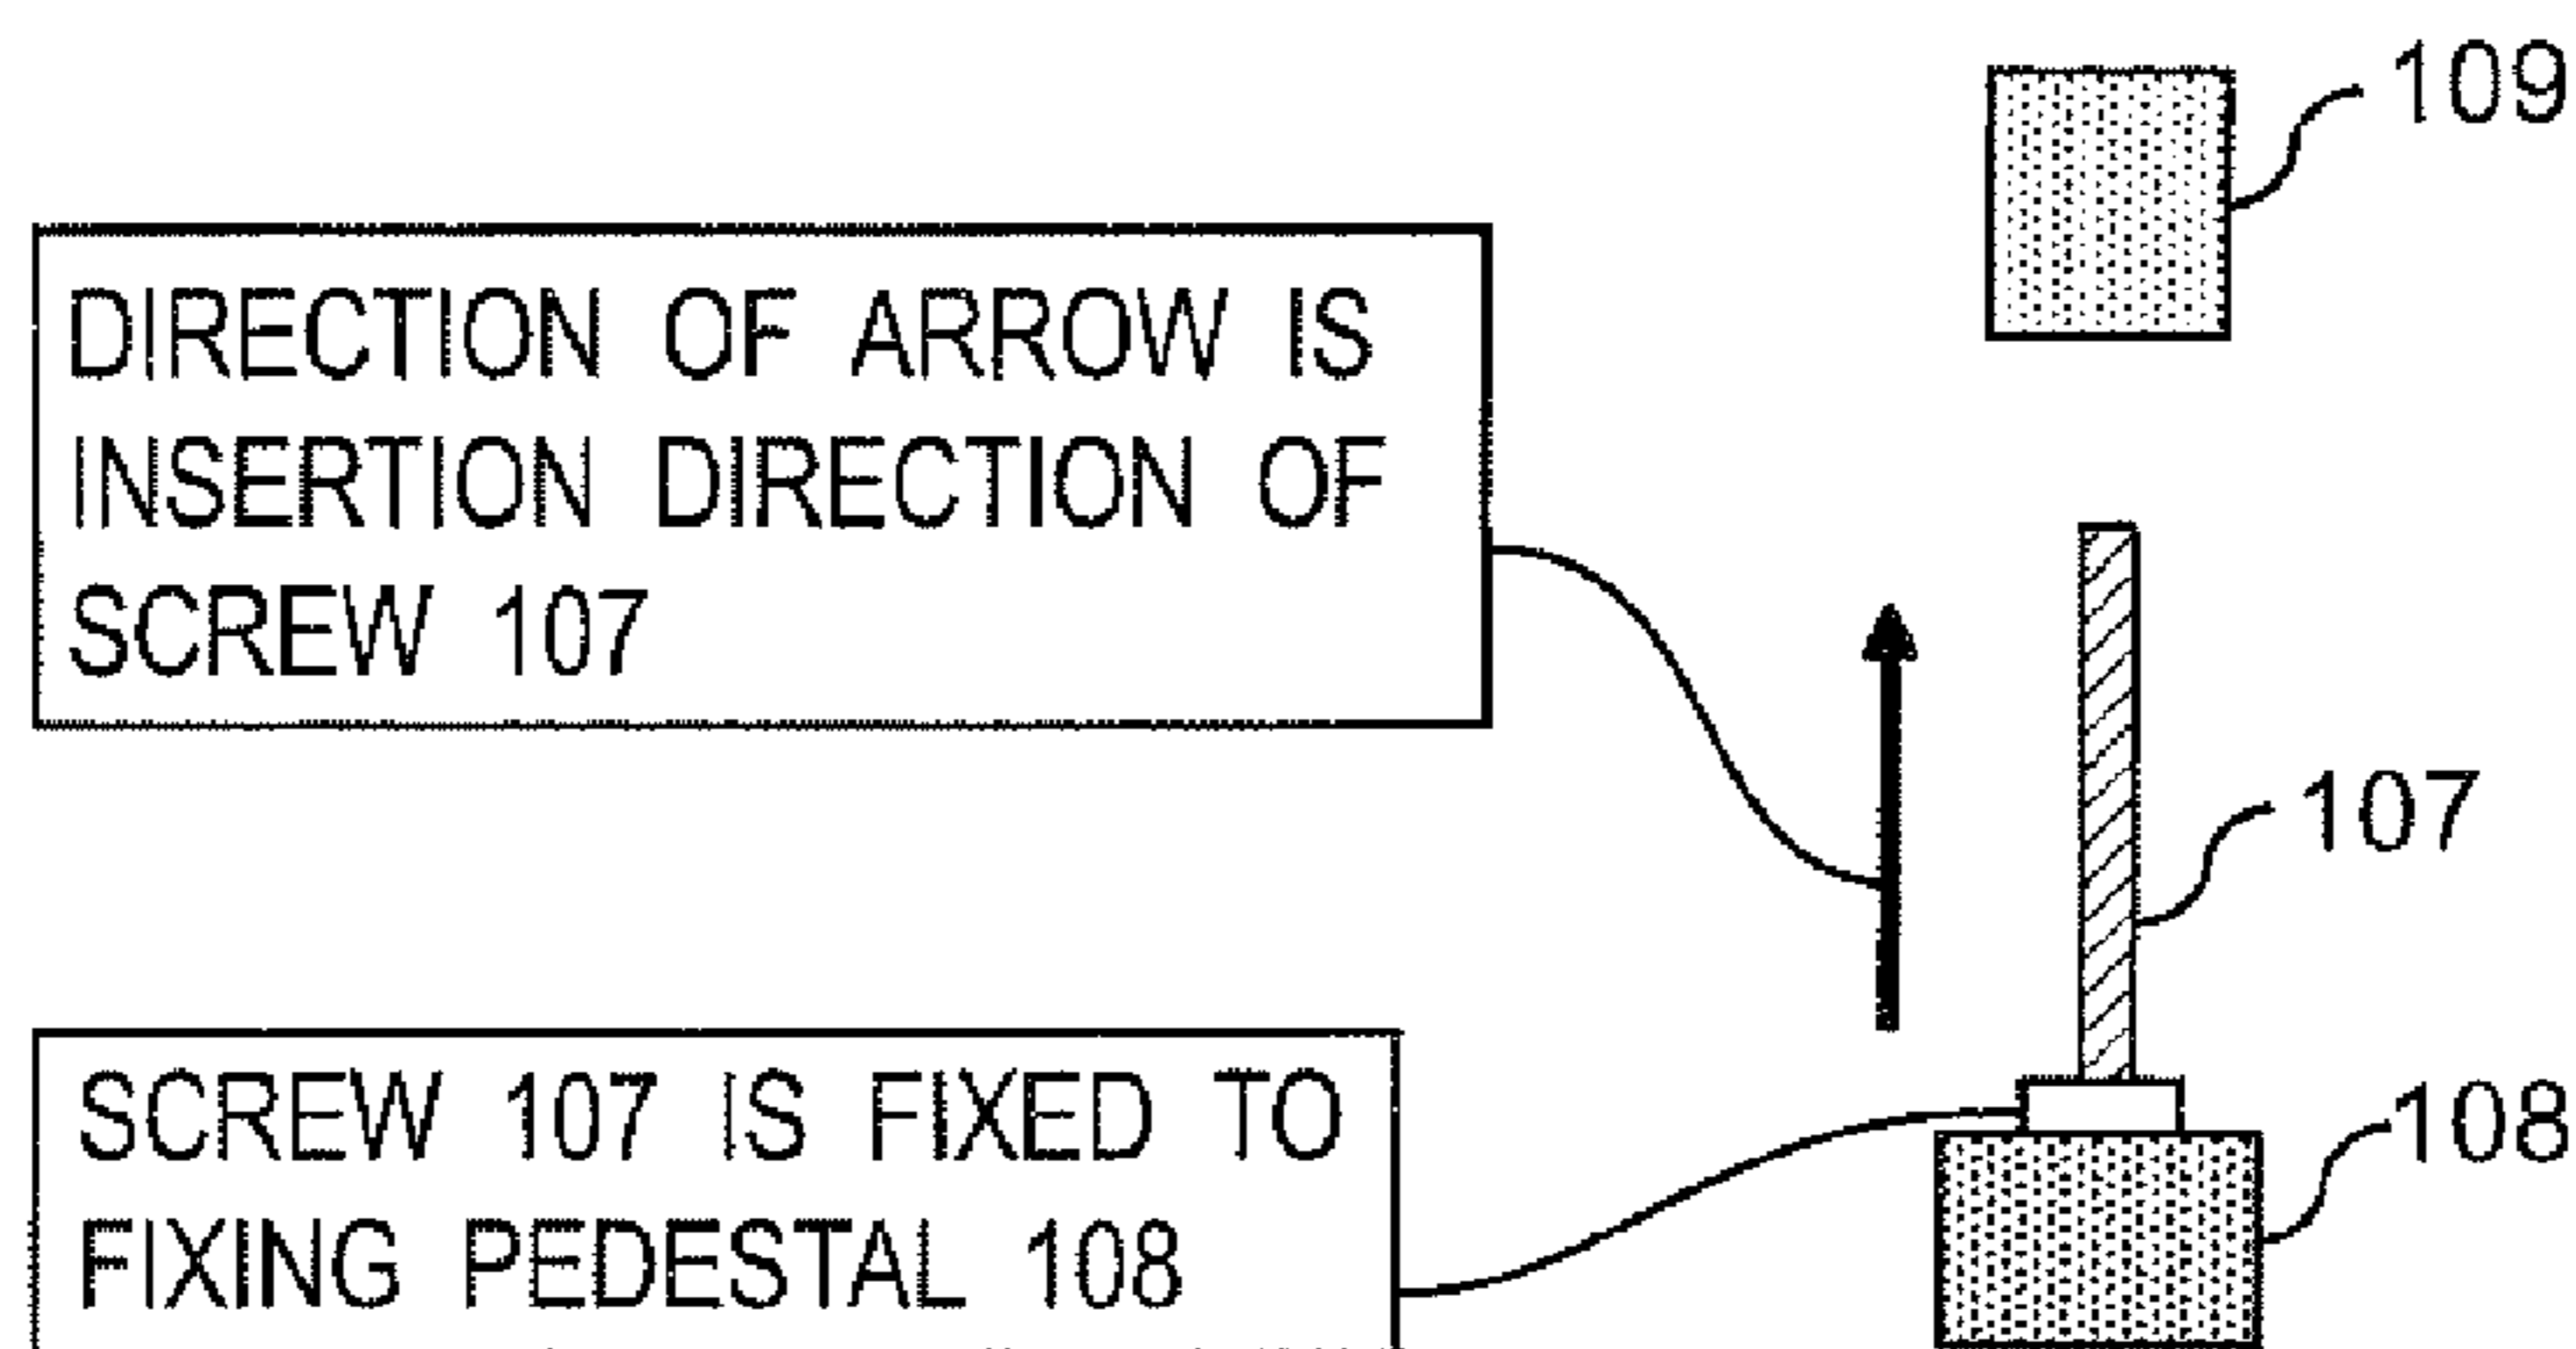 109
DIRECTION OF ARROW IS
INSERTION DIRECTION OF
SCREW 107
107
SCREW 107 IS FIXED TO
FIXING PEDESTAL 108
108